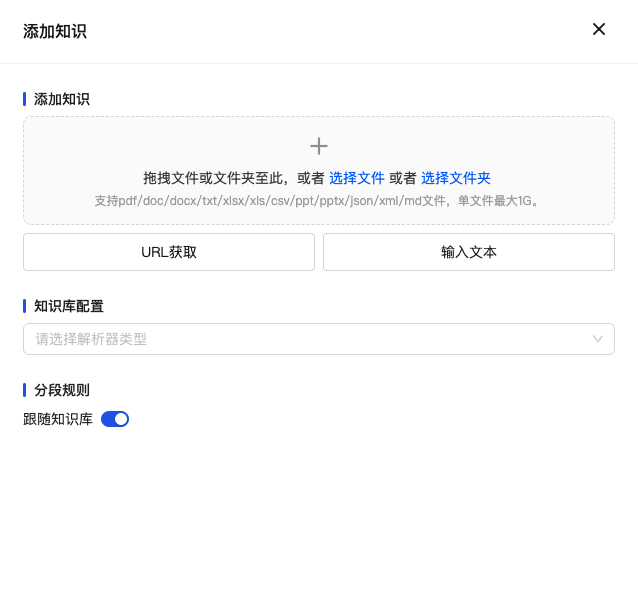 添加知识
添加知识
拖拽文件或文件夹至此，或者 选择文件 或者 选择文件夹
支持pdf/doc/docx/txt/xlsx/xls/csv/ppt/pptx/json/xml/md文件，单文件最大1G。
URL获取
输入文本
知识库配置
请选择解析器类型
分段规则
跟随知识库